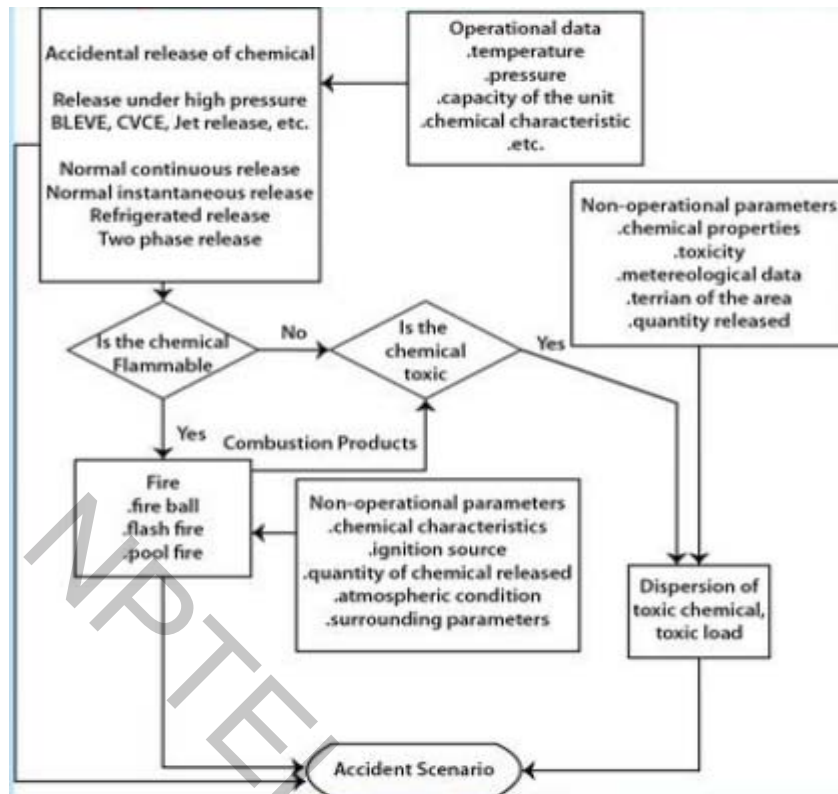 Accidental release of chemical
Release under high pressure
BLEVE, CVCE, Jet release, etc.
Normal continuous release
Normal instantaneous release
Refrigerated release
Two phase release
Operational data
.temperature
.pressure
.capacity of the unit
.chemical characteristic
.etc.
Non-operational parameters
.chemical properties
.toxicity
.metereological data
.terrian of the area
.quantity released
Is the chemical
Flammable
No
Is the
chemical
toxic
Yes
Yes
Combustion Products
Fire
.fire ball
.flash fire
.pool fire
Non-operational parameters
.chemical characteristics
.ignition source
.quantity of chemical released
.atmospheric condition
.surrounding parameters
Dispersion of
toxic chemical,
toxic load
Accident Scenario
NPTEL